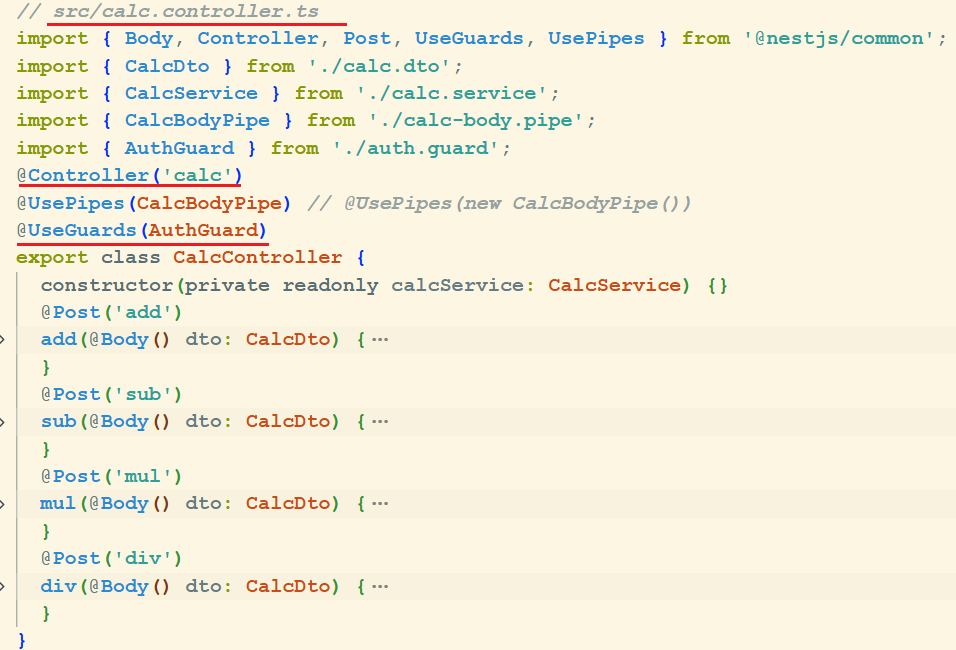 // src/calc.controller.ts
import { Body, Controller, Post, UseGuards, UsePipes } from '@nestjs/common';
import { CalcDto } from './calc.dto';
import { CalcService } from './calc.service';
import { CalcBodyPipe } from './calc-body.pipe';
import { AuthGuard } from './auth.guard';
@Controller('calc')
@UsePipes(CalcBodyPipe) // @UsePipes(new CalcBodyPipe())
@UseGuards(AuthGuard)
export class CalcController {
  constructor(private readonly calcService: CalcService) {}
  @Post('add')
  add(@Body() dto: CalcDto) { ···
  }
  @Post('sub')
  sub(@Body() dto: CalcDto) { ···
  }
  @Post('mul')
  mul(@Body() dto: CalcDto) { ···
  }
  @Post('div')
  div(@Body() dto: CalcDto) { ···
  }
}